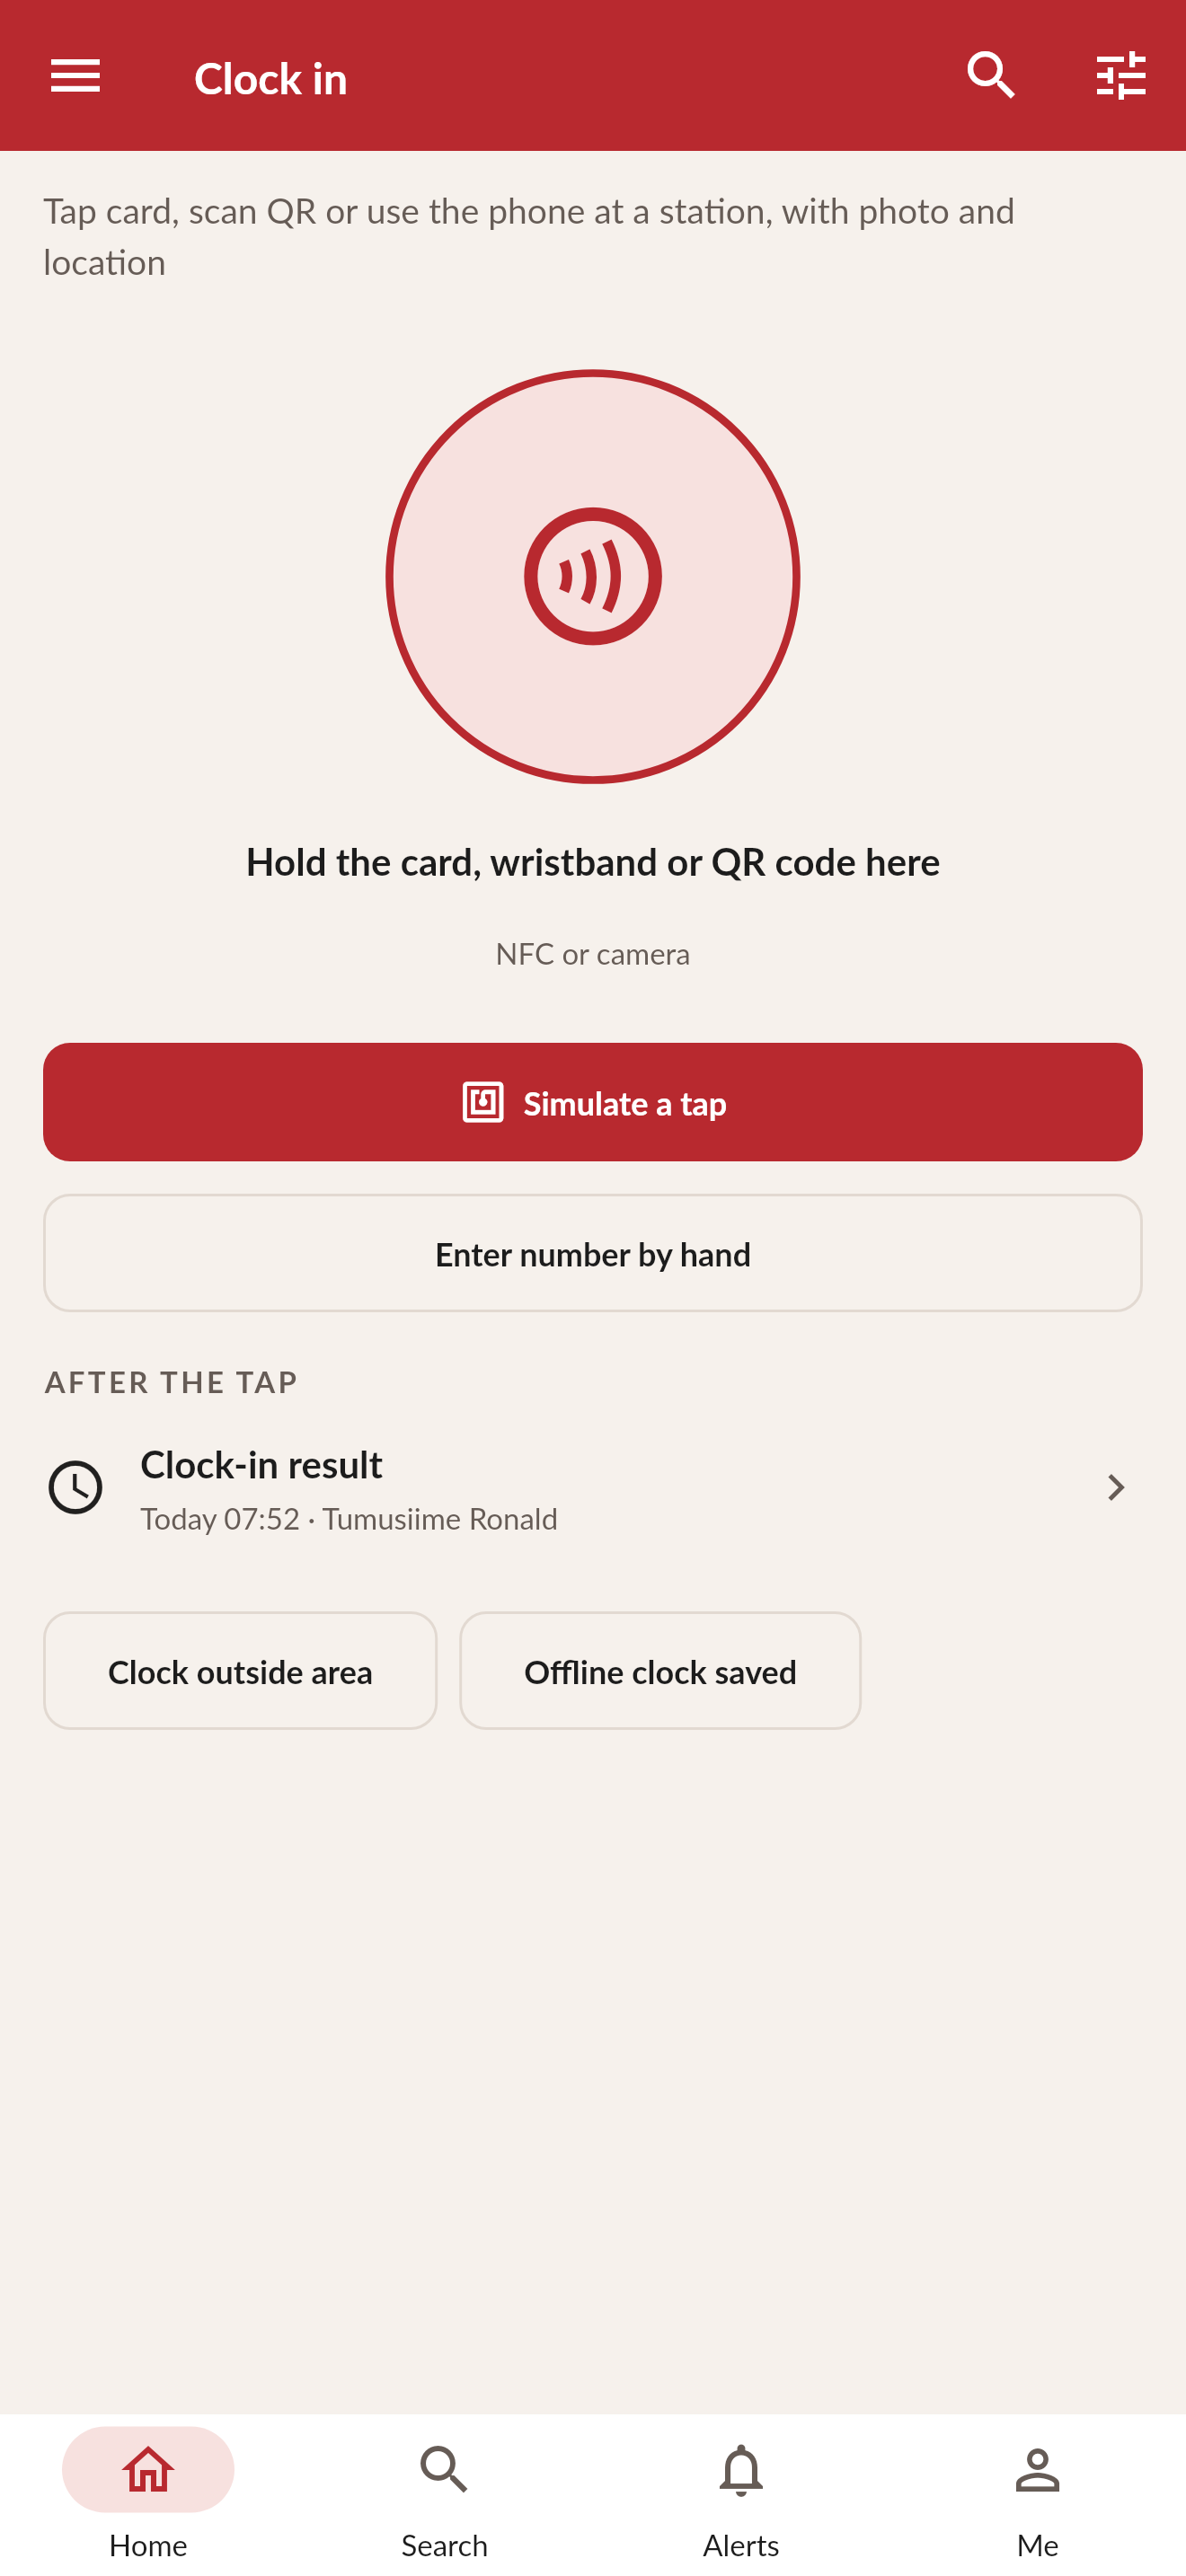 Clock in
Tap card, scan QR or use the phone at a station, with photo and
location
Hold the card, wristband or QR code here
NFC or camera
Simulate a tap
Enter number by hand
AFTER THE TAP
Clock-in result
Today 07:52 · Tumusiime Ronald
Clock outside area
Offline clock saved
Home
Search
Alerts
Me